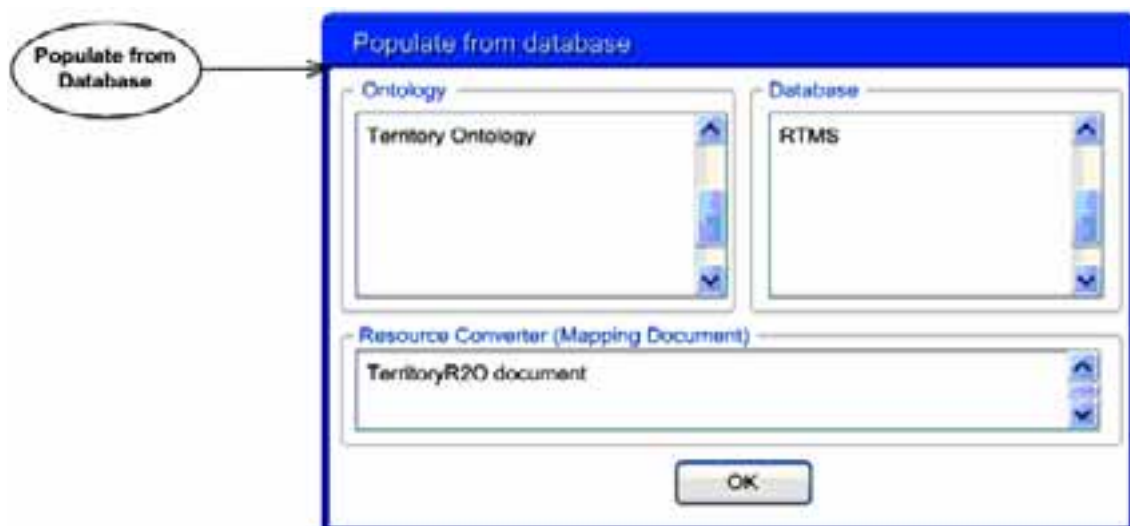 Populate from
Database
Populate from database
Ontology
Database
Territory Ontology
RTMS
Resource Converter (Mapping Document)
TerritoryR2O document
OK